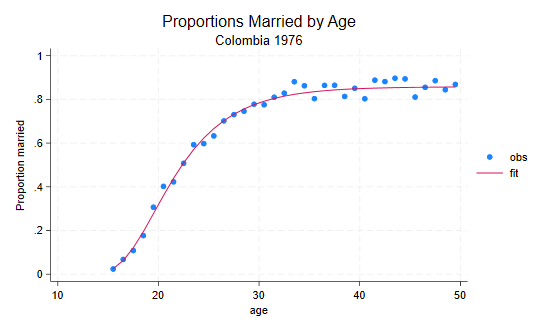 Proportions Married by Age
Colombia 1976
Proportion married
1
.8
.6
.4
.2
0
10 20 30 40 50
age
obs
fit